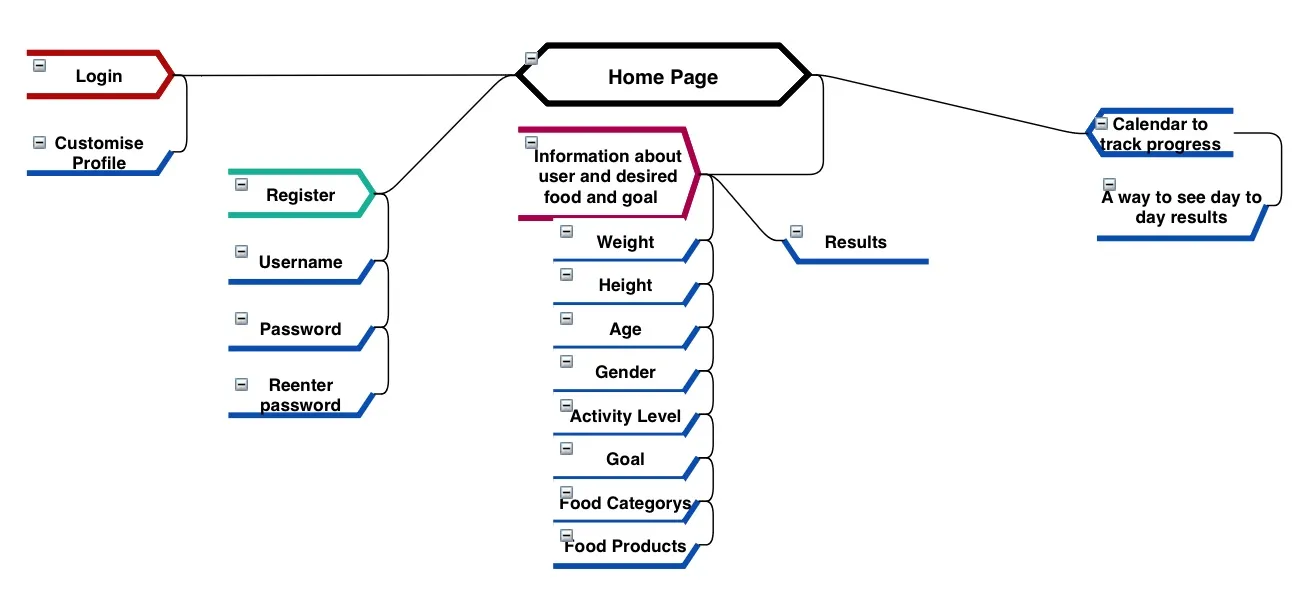 Home Page
Login
Customise
Profile
Register
Username
Password
Reenter
password
Information about
user and desired
food and goal
Weight
Height
Age
Gender
Activity Level
Goal
Food Categorys
Food Products
Results
Calendar to
track progress
A way to see day to
day results